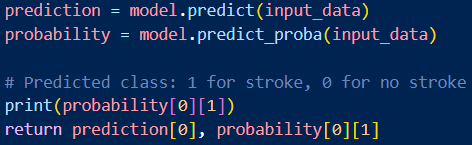 prediction = model.predict(input_data)
probability = model.predict_proba(input_data)
# Predicted class: 1 for stroke, 0 for no stroke
print(probability[0][1])
return prediction[0], probability[0][1]